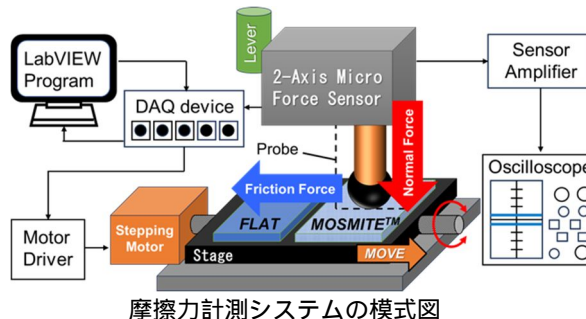 LabVIEW
Program
Lever
2-Axis Micro
Force Sensor
Sensor
Amplifier
DAQ device
Probe
Normal Force
Friction Force
Oscilloscope
Motor
Driver
Stepping
Motor
FLAT
MOSMITE™
Stage
MOVE
摩擦力計測システムの模式図